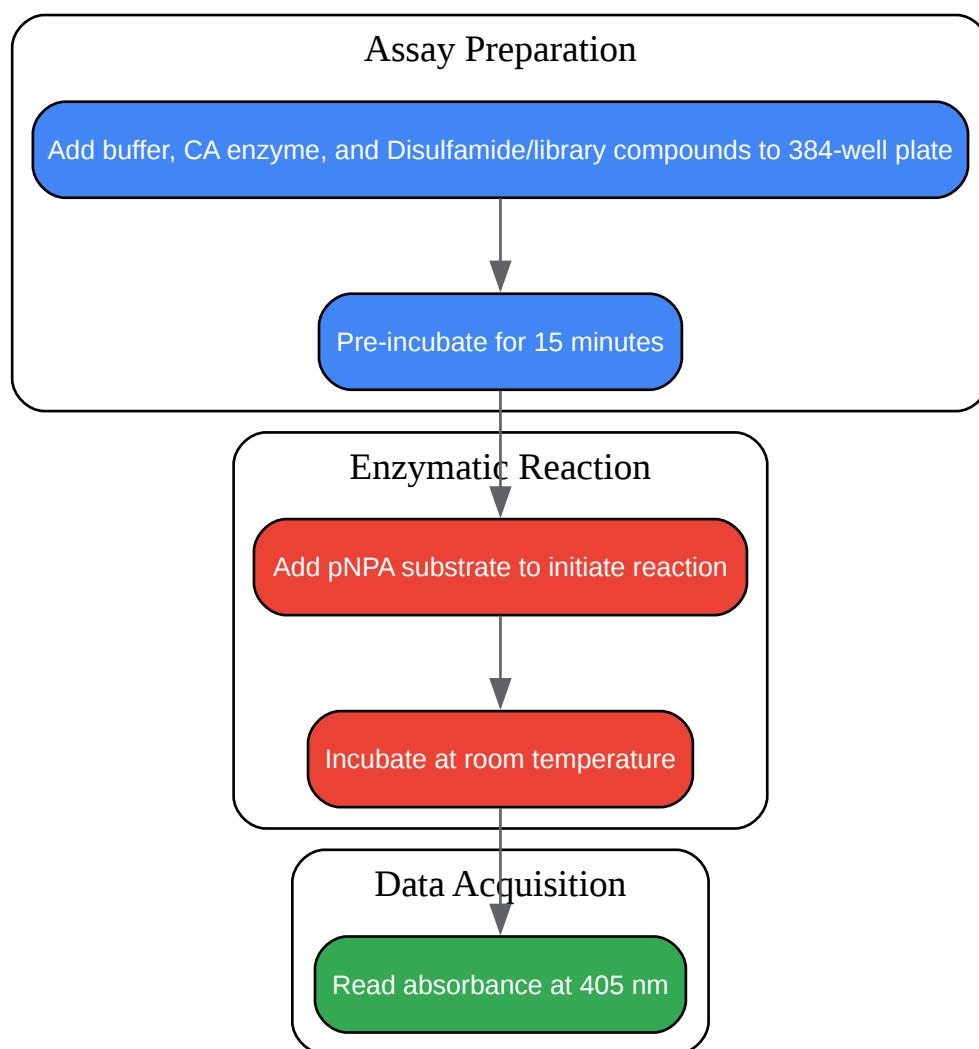 Assay Preparation
Add buffer, CA enzyme, and Disulfamide/library compounds to 384-well plate
Pre-incubate for 15 minutes
Enzymatic Reaction
Add pNPA substrate to initiate reaction
Incubate at room temperature
Data Acquisition
Read absorbance at 405 nm